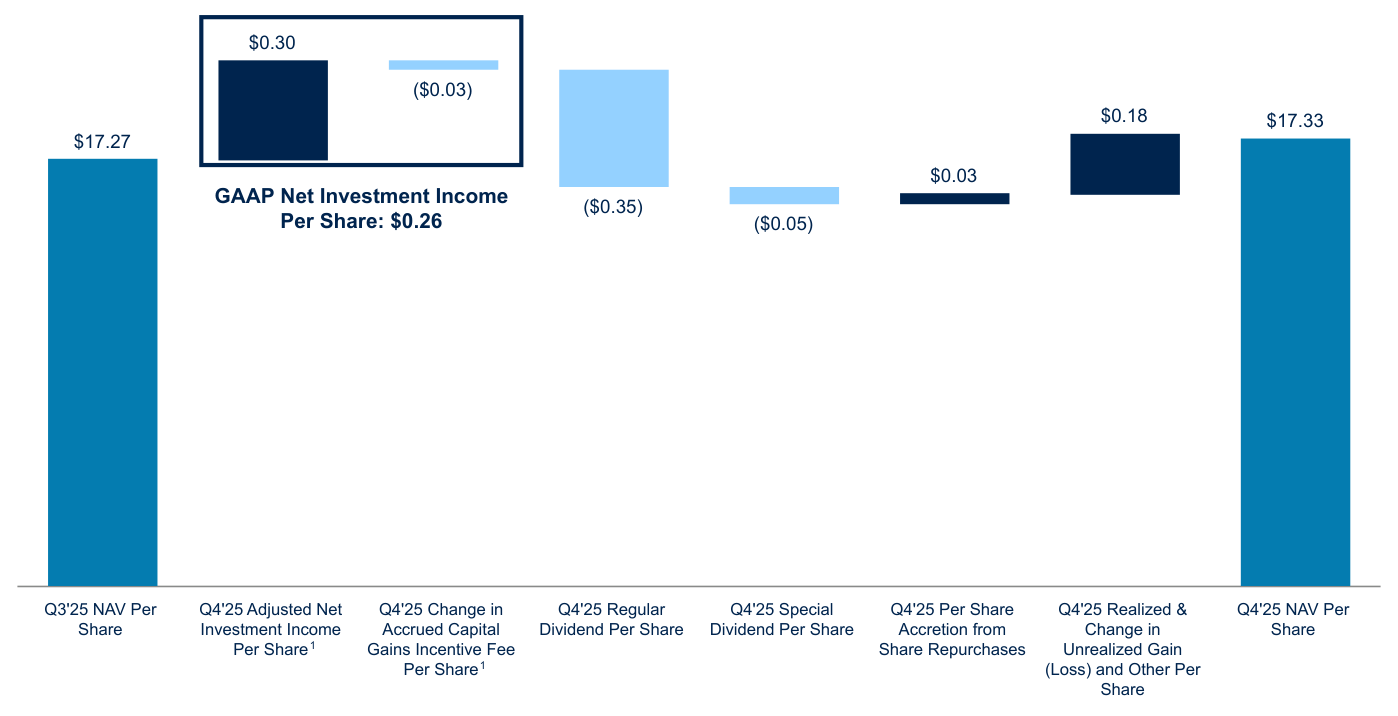 $0.30
($0.03)
$17.27
GAAP Net Investment Income
Per Share: $0.26
($0.35)
($0.05)
$0.03
$0.18
$17.33
Q3'25 NAV Per
Share
Q4'25 Adjusted Net
Investment Income
Per Share1
Q4'25 Change in
Accrued Capital
Gains Incentive Fee
Per Share1
Q4'25 Regular
Dividend Per Share
Q4'25 Special
Dividend Per Share
Q4'25 Per Share
Accretion from
Share Repurchases
Q4'25 Realized &
Change in
Unrealized Gain
(Loss) and Other Per
Share
Q4'25 NAV Per
Share